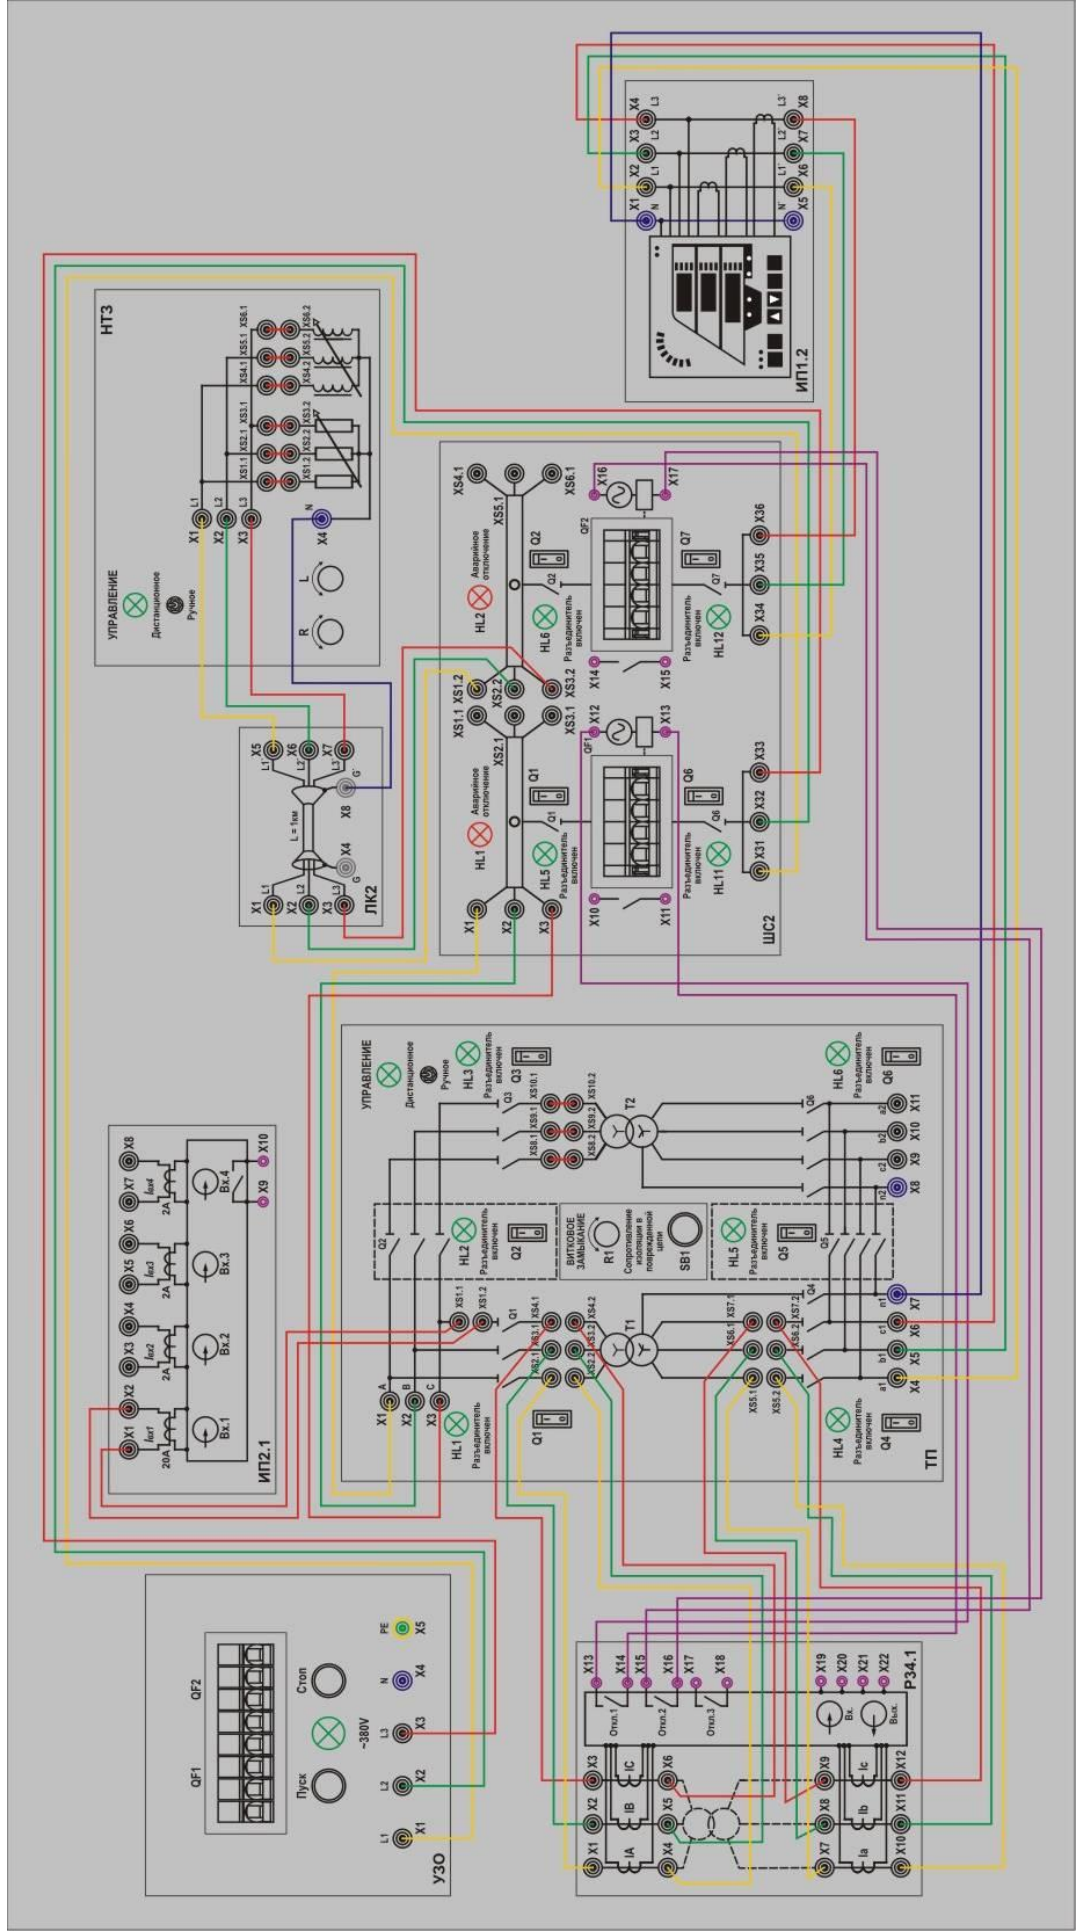 QF1
QF2
Пуск
Стоп
~380V
L1
L2
L3
N
PE
X1
X2
X3
X4
X5
УЗО
X1
X2
X3
IA
IB
IC
X4
X5
X6
X13
X14
X15
X16
X17
X18
Откл.1
Откл.2
Откл.3
X7
X8
X9
Ia
Ib
Ic
X10
X11
X12
Вх.
Вых.
X19
X20
X21
X22
Р34.1
X1
X2
X3
X4
X5
X6
X7
X8
Iвх1
Iвх2
Iвх3
Iвх4
20А
2А
2А
2А
Вх.1
Вх.2
Вх.3
Вх.4
X9
X10
ИП2.1
УПРАВЛЕНИЕ
Дистанционное
Ручное
X1
X2
X3
A
B
C
HL1
Разъединитель
включен
Q1
XS1.1
XS1.2
Q1
XS2.1
XS3.1
XS4.1
XS2.2
XS3.2
XS4.2
T1
Q2
HL2
Разъединитель
включен
Q2
HL3
Разъединитель
включен
Q3
Q3
XS8.1
XS9.1
XS10.1
XS8.2
XS9.2
XS10.2
T2
ВИТКОВОЕ
ЗАМЫКАНИЕ
R1
Сопротивление
изоляции в
поврежденной
цепи
SB1
XS5.1
XS6.1
XS7.1
XS5.2
XS6.2
XS7.2
HL4
Разъединитель
включен
Q4
Q4
HL5
Разъединитель
включен
Q5
Q5
HL6
Разъединитель
включен
Q6
Q6
a1
b1
c1
n1
n2
c2
b2
a2
X4
X5
X6
X7
X8
X9
X10
X11
ТП
X1
X2
X3
L1
L2
L3
G
X4
L = 1км
X5
X6
X7
L1´
L2´
L3´
G´
X8
ЛК2
X1
X2
X3
XS1.1
XS2.1
XS3.1
XS1.2
XS2.2
XS3.2
XS4.1
XS5.1
XS6.1
HL1
Аварийное
отключение
HL2
Аварийное
отключение
HL5
Разъединитель
включен
Q1
Q1
HL6
Разъединитель
включен
Q2
Q2
X10
X11
QF1
X12
X13
X14
X15
QF2
X16
X17
HL11
Разъединитель
включен
Q6
Q6
HL12
Разъединитель
включен
Q7
Q7
X31
X32
X33
X34
X35
X36
ШС2
УПРАВЛЕНИЕ
Дистанционное
Ручное
R
L
X1
X2
X3
X4
L1
L2
L3
N
XS1.1
XS2.1
XS3.1
XS4.1
XS5.1
XS6.1
XS1.2
XS2.2
XS3.2
XS4.2
XS5.2
XS6.2
НТЗ
X1
X2
X3
X4
N
L1
L2
L3
N´
L1´
L2´
L3´
X5
X6
X7
X8
ИП1.2